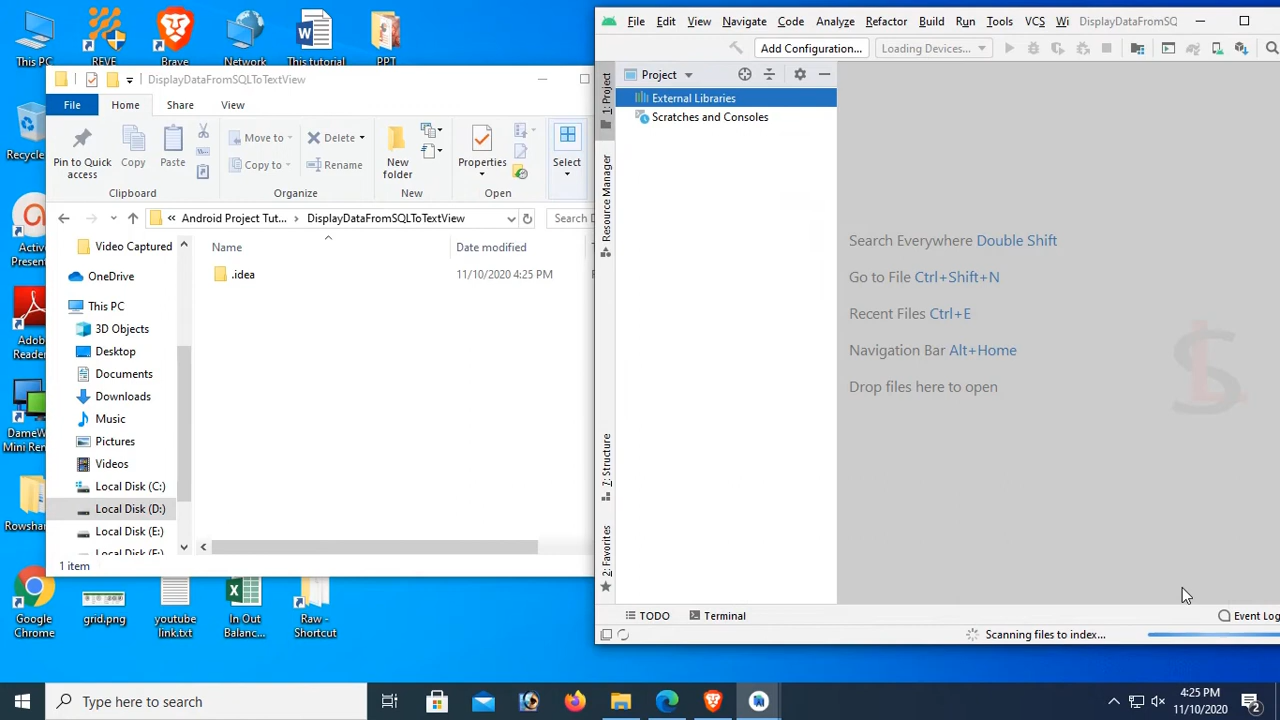 This PC
REVE
Brave
Network
This tutorial
PPT
Recycle
Active
Present
Adob
Reader
DameW
Mini Rem
Rowshar
Google
Chrome
grid.png
youtube
link.txt
In Out
Balanc...
Raw -
Shortcut
DisplayDataFromSQLToTextView
File Home Share View
Pin to Quick
access
Copy
Paste
Move to
Copy to
Delete
Rename
New
folder
Properties
Select
Clipboard Organize New Open
« Android Project Tut... › DisplayDataFromSQLToTextView
Search D
Name Date modified
.idea 11/10/2020 4:25 PM
Video Captured
OneDrive
This PC
3D Objects
Desktop
Documents
Downloads
Music
Pictures
Videos
Local Disk (C:)
Local Disk (D:)
Local Disk (E:)
Local Disk (F:)
1 item
File Edit View Navigate Code Analyze Refactor Build Run Tools VCS Wi DisplayDataFromSQ
Add Configuration...
Loading Devices...
1: Project
Resource Manager
7: Structure
2: Favorites
Project
External Libraries
Scratches and Consoles
Search Everywhere Double Shift
Go to File Ctrl+Shift+N
Recent Files Ctrl+E
Navigation Bar Alt+Home
Drop files here to open
TODO Terminal Event Log
Scanning files to index...
Type here to search
4:25 PM
11/10/2020
2